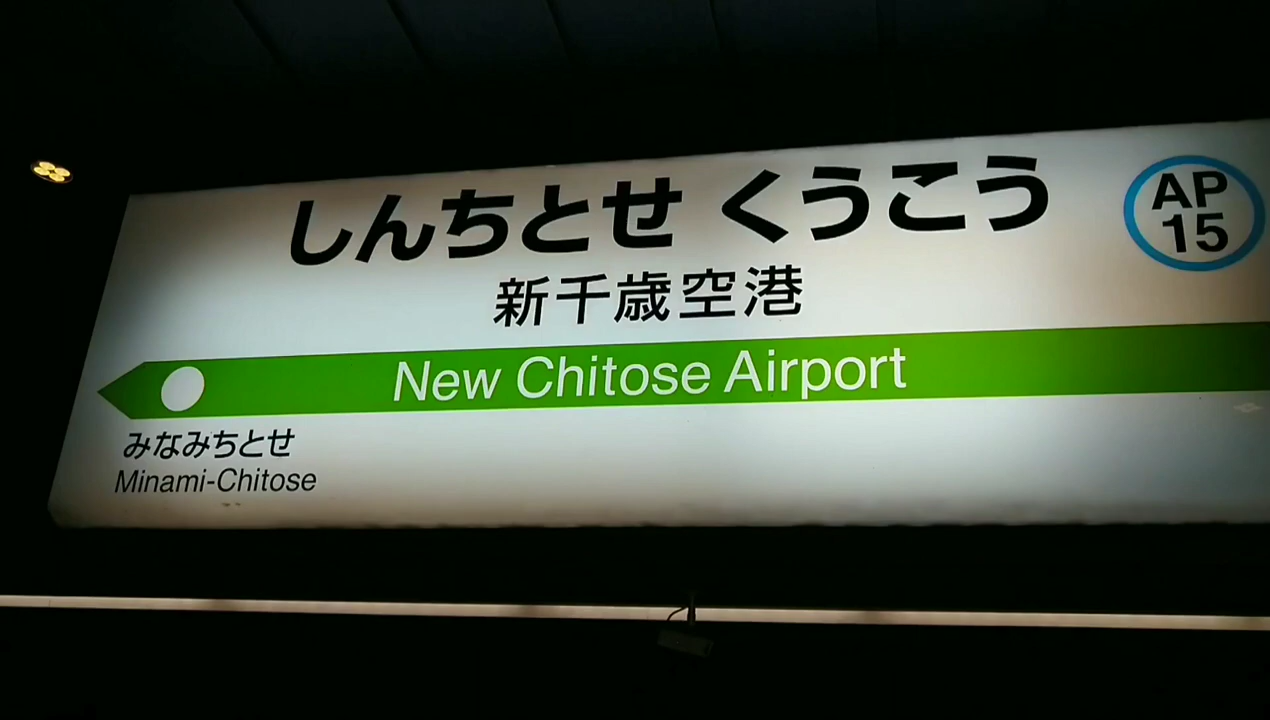 しんちとせ くうこう
AP
15
新千歳空港
New Chitose Airport
みなみちとせ
Minami-Chitose